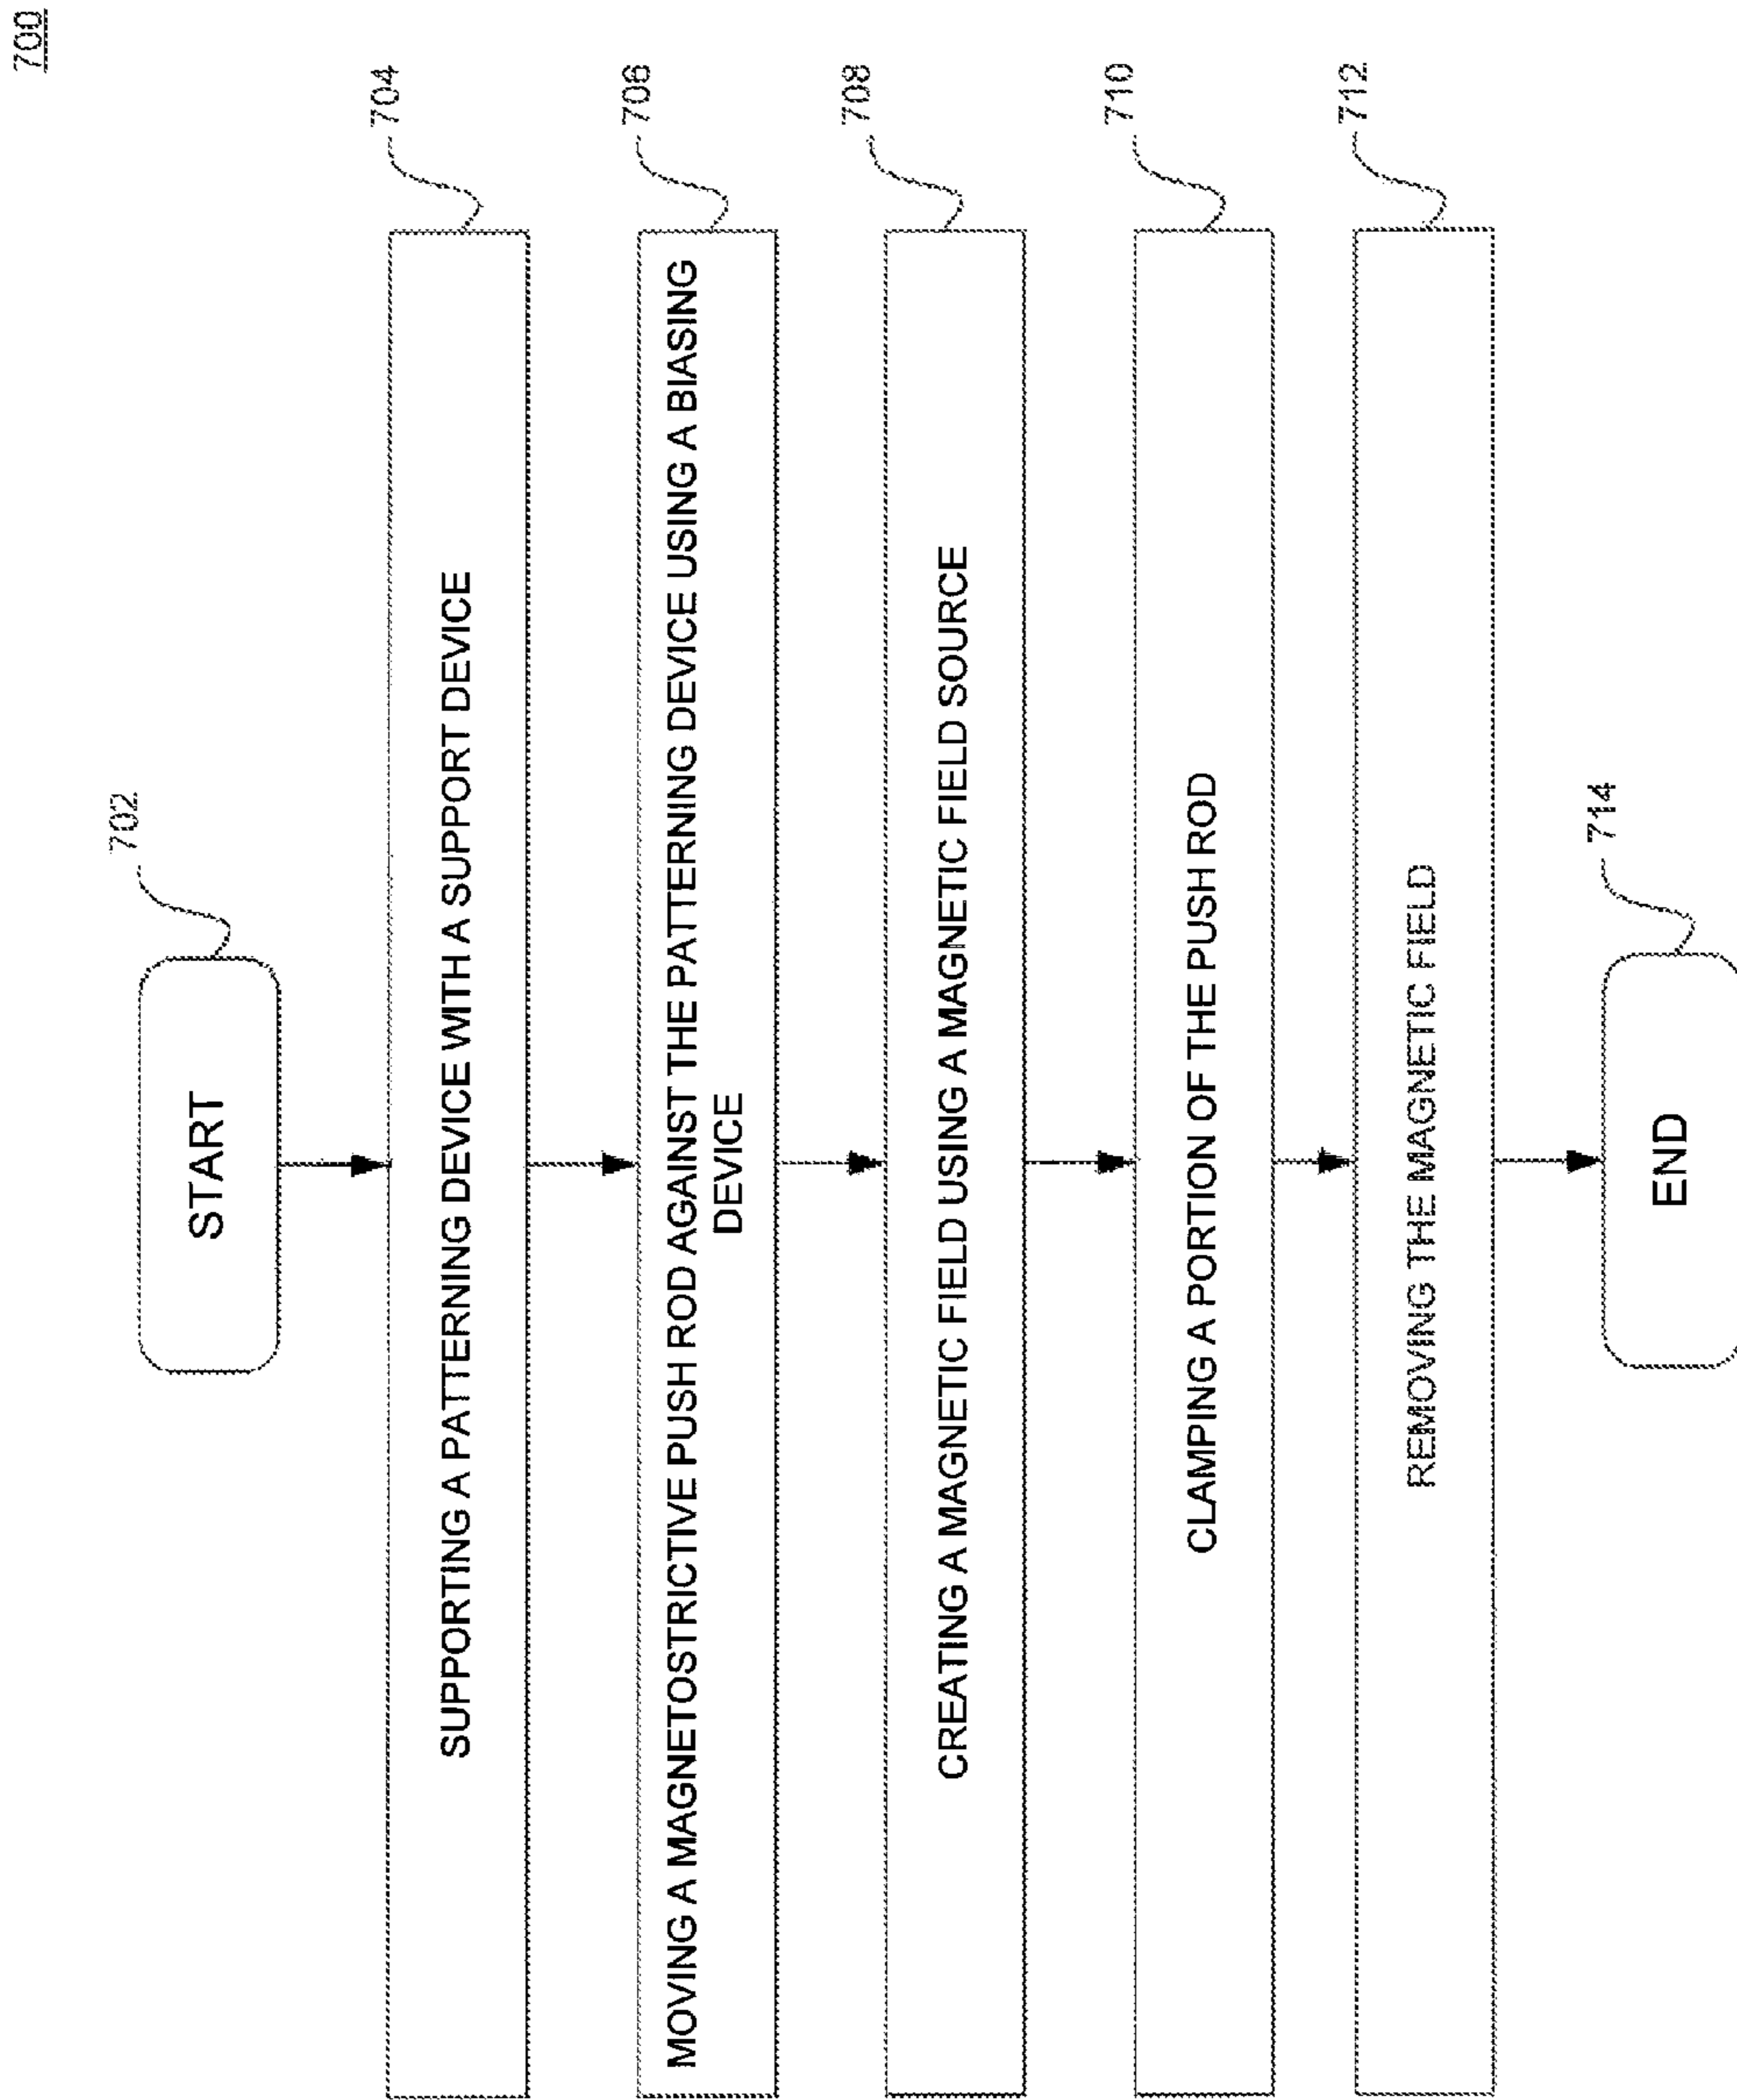 700
702
START
704
SUPPORTING A PATTERNING DEVICE WITH A SUPPORT DEVICE
706
MOVING A MAGNETOSTRICTIVE PUSH ROD AGAINST THE PATTERNING DEVICE USING A BIASING
DEVICE
708
CREATING A MAGNETIC FIELD USING A MAGNETIC FIELD SOURCE
710
CLAMPING A PORTION OF THE PUSH ROD
712
REMOVING THE MAGNETIC FIELD
714
END